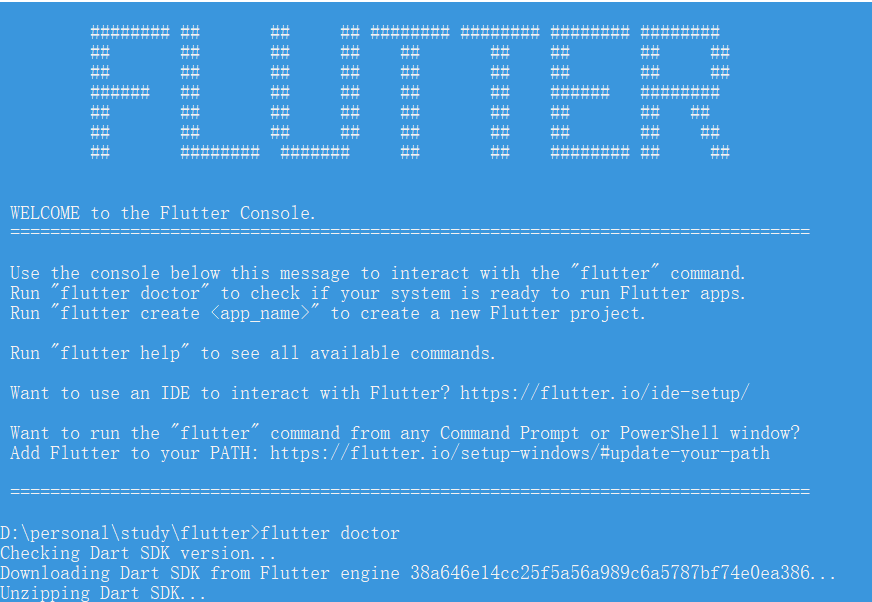 FLUTTER
WELCOME to the Flutter Console.
================================================================================
Use the console below this message to interact with the "flutter" command.
Run "flutter doctor" to check if your system is ready to run Flutter apps.
Run "flutter create <app_name>" to create a new Flutter project.
Run "flutter help" to see all available commands.
Want to use an IDE to interact with Flutter? https://flutter.io/ide-setup/
Want to run the "flutter" command from any Command Prompt or PowerShell window?
Add Flutter to your PATH: https://flutter.io/setup-windows/#update-your-path
================================================================================
D:\personal\study\flutter>flutter doctor
Checking Dart SDK version...
Downloading Dart SDK from Flutter engine 38a646e14cc25f5a56a989c6a5787bf74e0ea386...
Unzipping Dart SDK...